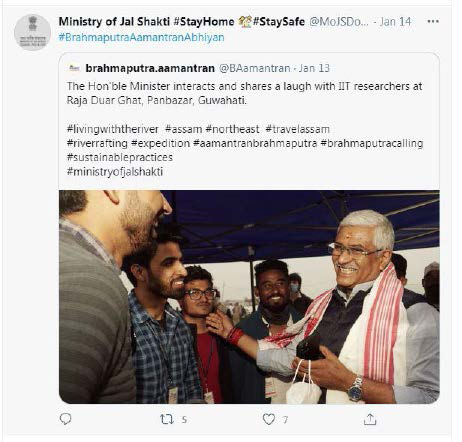 Ministry of Jal Shakti #StayHome #StaySafe @MoJSDo... · Jan 14
#BrahmaputraAamantranAbhiyan
brahmaputra.aamantran @BAamantran · Jan 13
The Hon'ble Minister interacts and shares a laugh with IIT researchers at
Raja Duar Ghat, Panbazar, Guwahati.
#livingwiththeriver #assam #northeast #travelassam
#riverrafting #expedition #aamantranbrahmaputra #brahmaputracalling
#sustainablepractices
#ministryofjalshakti
5
7